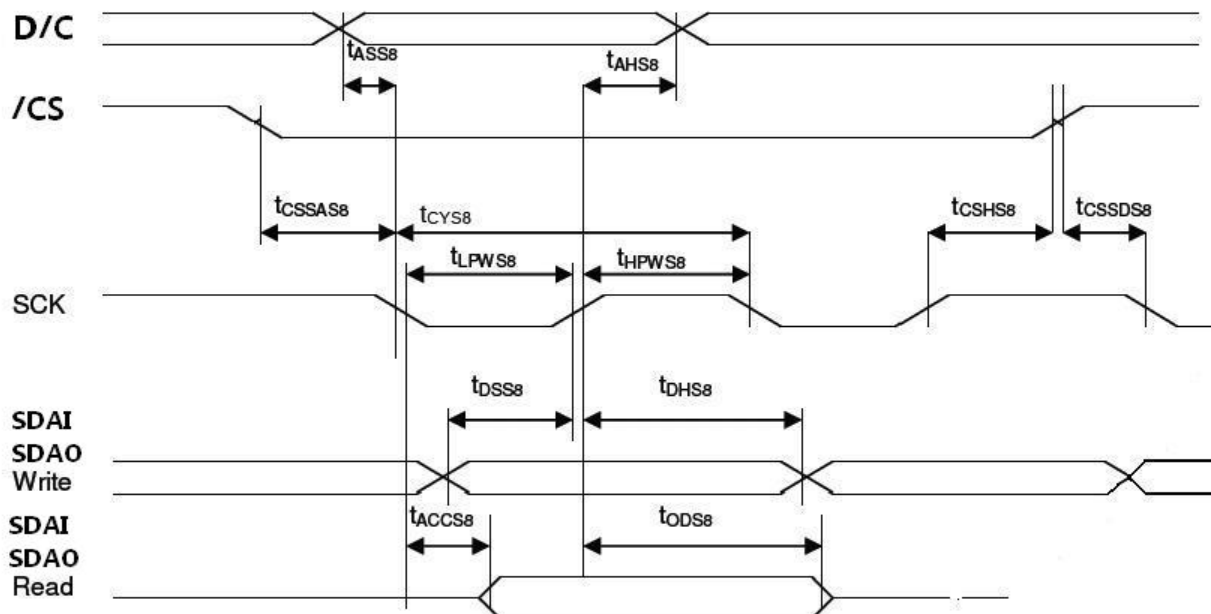 D/C
tASS8
tAHS8
/CS
tCSSAS8
tCYS8
tCSHS8
tCSSDS8
tLPWS8
tHPWS8
SCK
tDSS8
tDHS8
SDAI
SDAO
Write
tACCS8
tODS8
SDAI
SDAO
Read